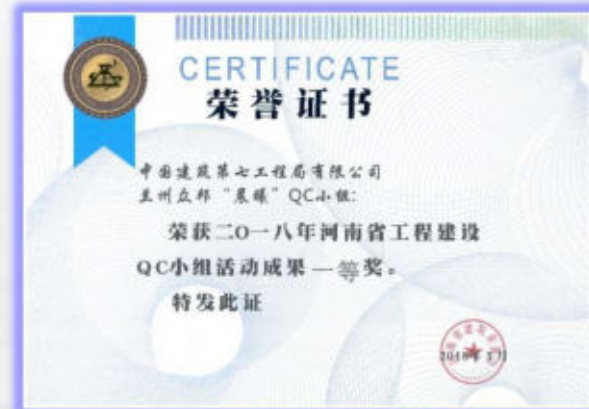 CERTIFICATE
荣誉证书
中国建筑第七工程局有限公司
兰州众邦“晨曦”QC小组:
荣获二O一八年河南省工程建设
QC小组活动成果一等奖。
特发此证